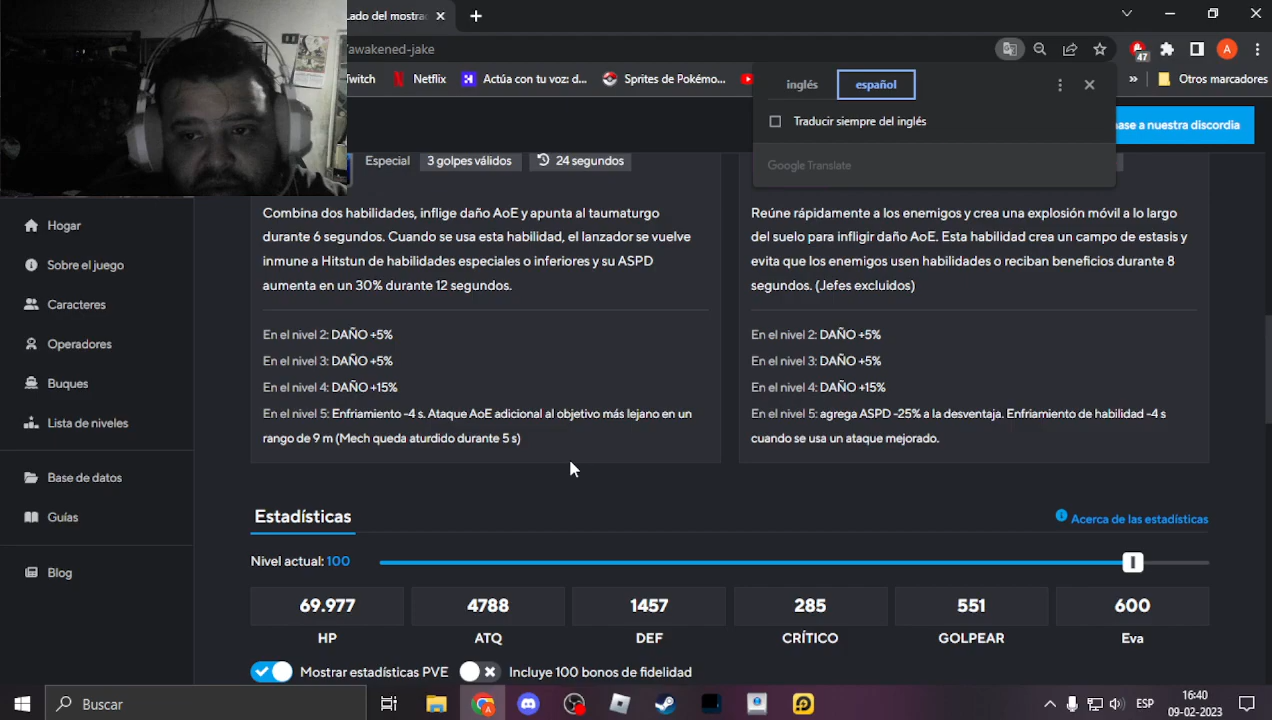 Lado del mostra
/awakened-jake
47
A
itch
Netflix
Actúa con tu voz: d...
Sprites de Pokémo...
»
Otros marcadores
inglés
español
Traducir siempre del inglés
Google Translate
ase a nuestra discordia
Especial
3 golpes válidos
24 segundos
Hogar
Sobre el juego
Caracteres
Operadores
Buques
Lista de niveles
Base de datos
Guías
Blog
Combina dos habilidades, inflige daño AoE y apunta al taumaturgo
durante 6 segundos. Cuando se usa esta habilidad, el lanzador se vuelve
inmune a Hitstun de habilidades especiales o inferiores y su ASPD
aumenta en un 30% durante 12 segundos.
En el nivel 2: DAÑO +5%
En el nivel 3: DAÑO +5%
En el nivel 4: DAÑO +15%
En el nivel 5: Enfriamiento -4 s. Ataque AoE adicional al objetivo más lejano en un
rango de 9 m (Mech queda aturdido durante 5 s)
Reúne rápidamente a los enemigos y crea una explosión móvil a lo largo
del suelo para infligir daño AoE. Esta habilidad crea un campo de estasis y
evita que los enemigos usen habilidades o reciban beneficios durante 8
segundos. (Jefes excluidos)
En el nivel 2: DAÑO +5%
En el nivel 3: DAÑO +5%
En el nivel 4: DAÑO +15%
En el nivel 5: agrega ASPD -25% a la desventaja. Enfriamiento de habilidad -4 s
cuando se usa un ataque mejorado.
Estadísticas
Acerca de las estadísticas
Nivel actual: 100
69.977
4788
1457
285
551
600
HP
ATQ
DEF
CRÍTICO
GOLPEAR
Eva
Mostrar estadísticas PVE
Incluye 100 bonos de fidelidad
Buscar
ESP
16:40
09-02-2023